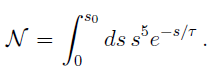 𝒩 = ∫₀^{s₀} ds s⁵ e^{−s/τ} .